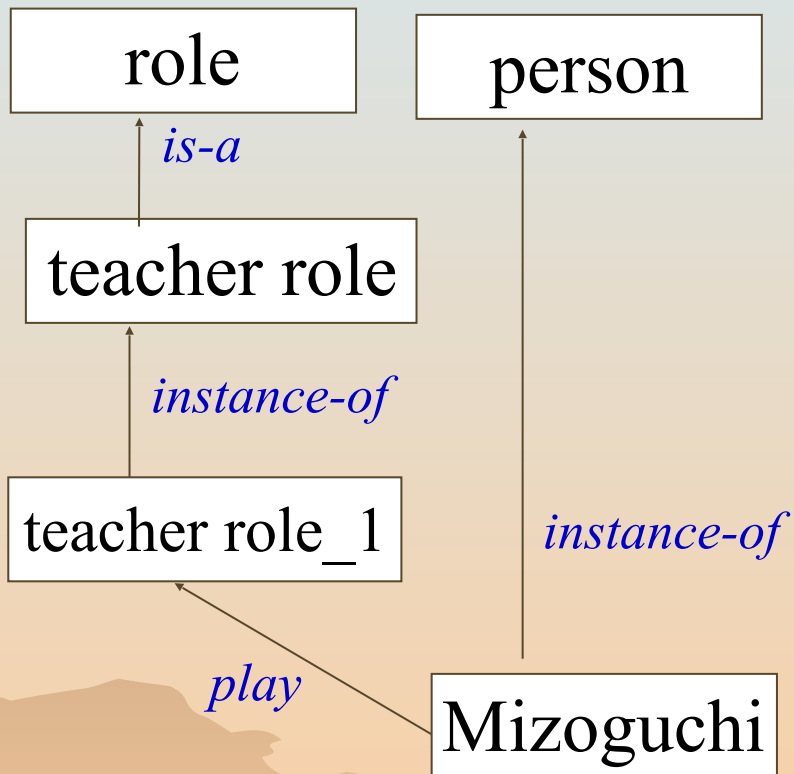 role
person
is-a
teacher role
instance-of
teacher role_1
instance-of
play
Mizoguchi